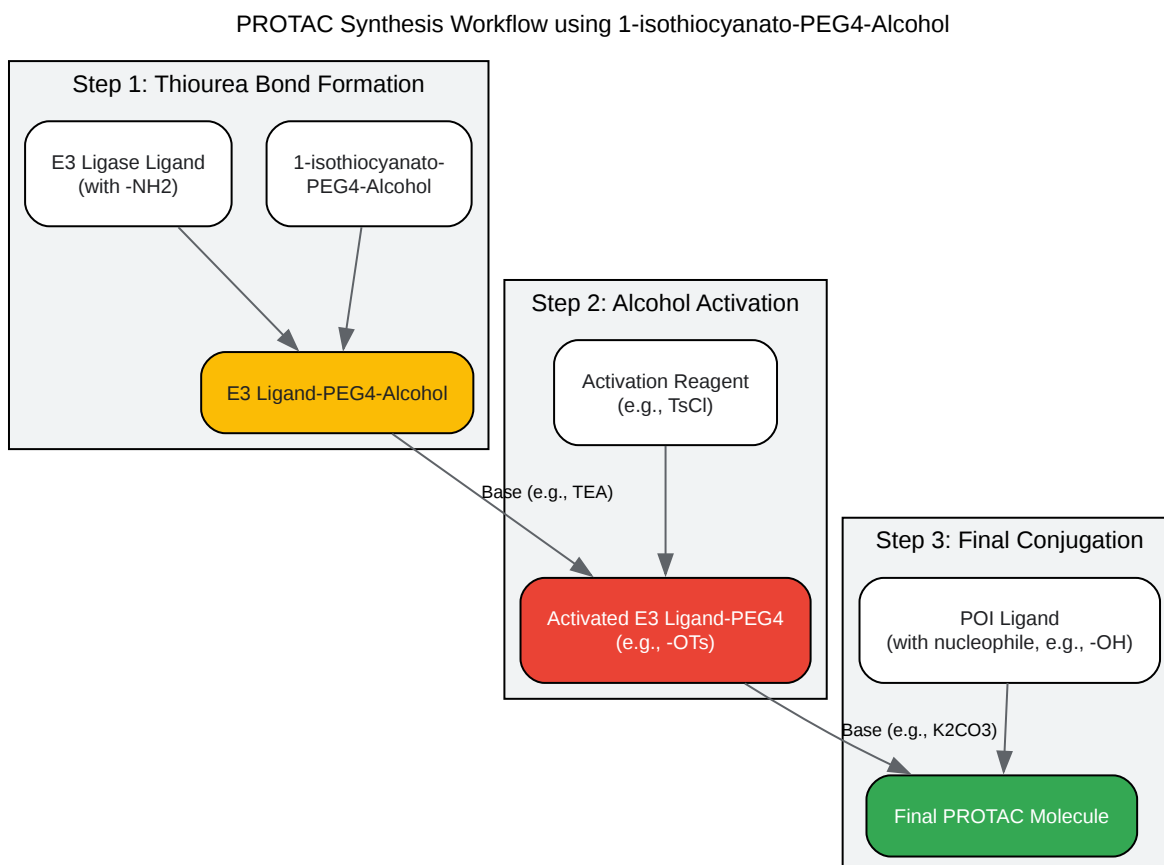 PROTAC Synthesis Workflow using 1-isothiocyanato-PEG4-Alcohol
Step 1: Thiourea Bond Formation
E3 Ligase Ligand
(with -NH2)
1-isothiocyanato-
PEG4-Alcohol
E3 Ligand-PEG4-Alcohol
Step 2: Alcohol Activation
Activation Reagent
(e.g., TsCl)
Base (e.g., TEA)
Activated E3 Ligand-PEG4
(e.g., -OTs)
Step 3: Final Conjugation
POI Ligand
(with nucleophile, e.g., -OH)
Base (e.g., K2CO3)
Final PROTAC Molecule